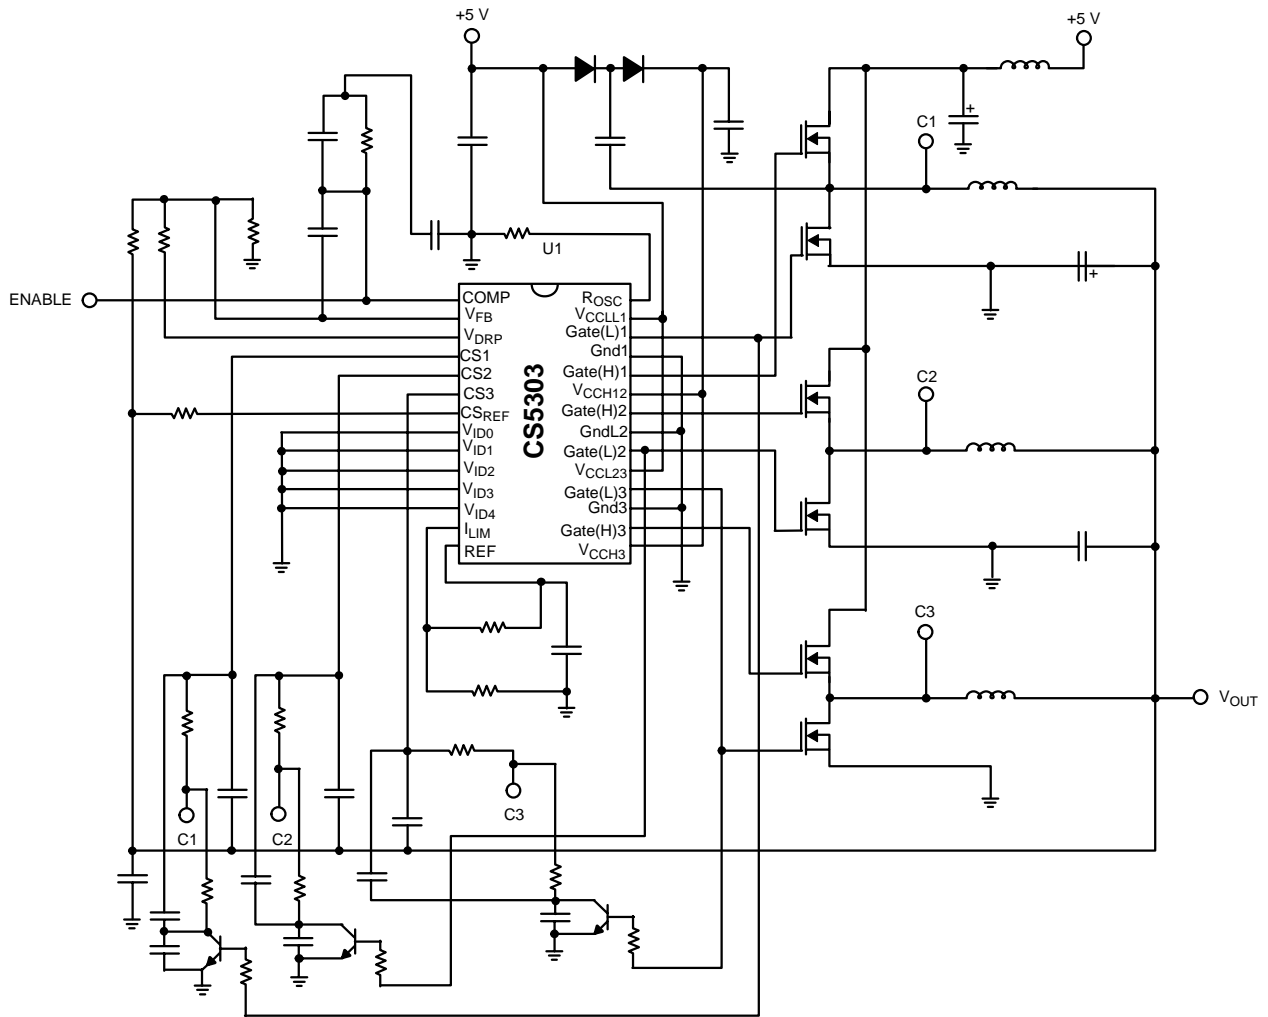 +5 V
+5 V
C1
U1
ENABLE
COMP
VFB
VDRP
CS1
CS2
CS3
CSREF
VID0
VID1
VID2
VID3
VID4
ILIM
REF
CS5303
ROSC
VCCLL1
Gate(L)1
Gnd1
Gate(H)1
VCCH12
Gate(H)2
GndL2
Gate(L)2
VCCL23
Gate(L)3
Gnd3
Gate(H)3
VCCH3
+
+
C2
C3
VOUT
C1
C2
C3